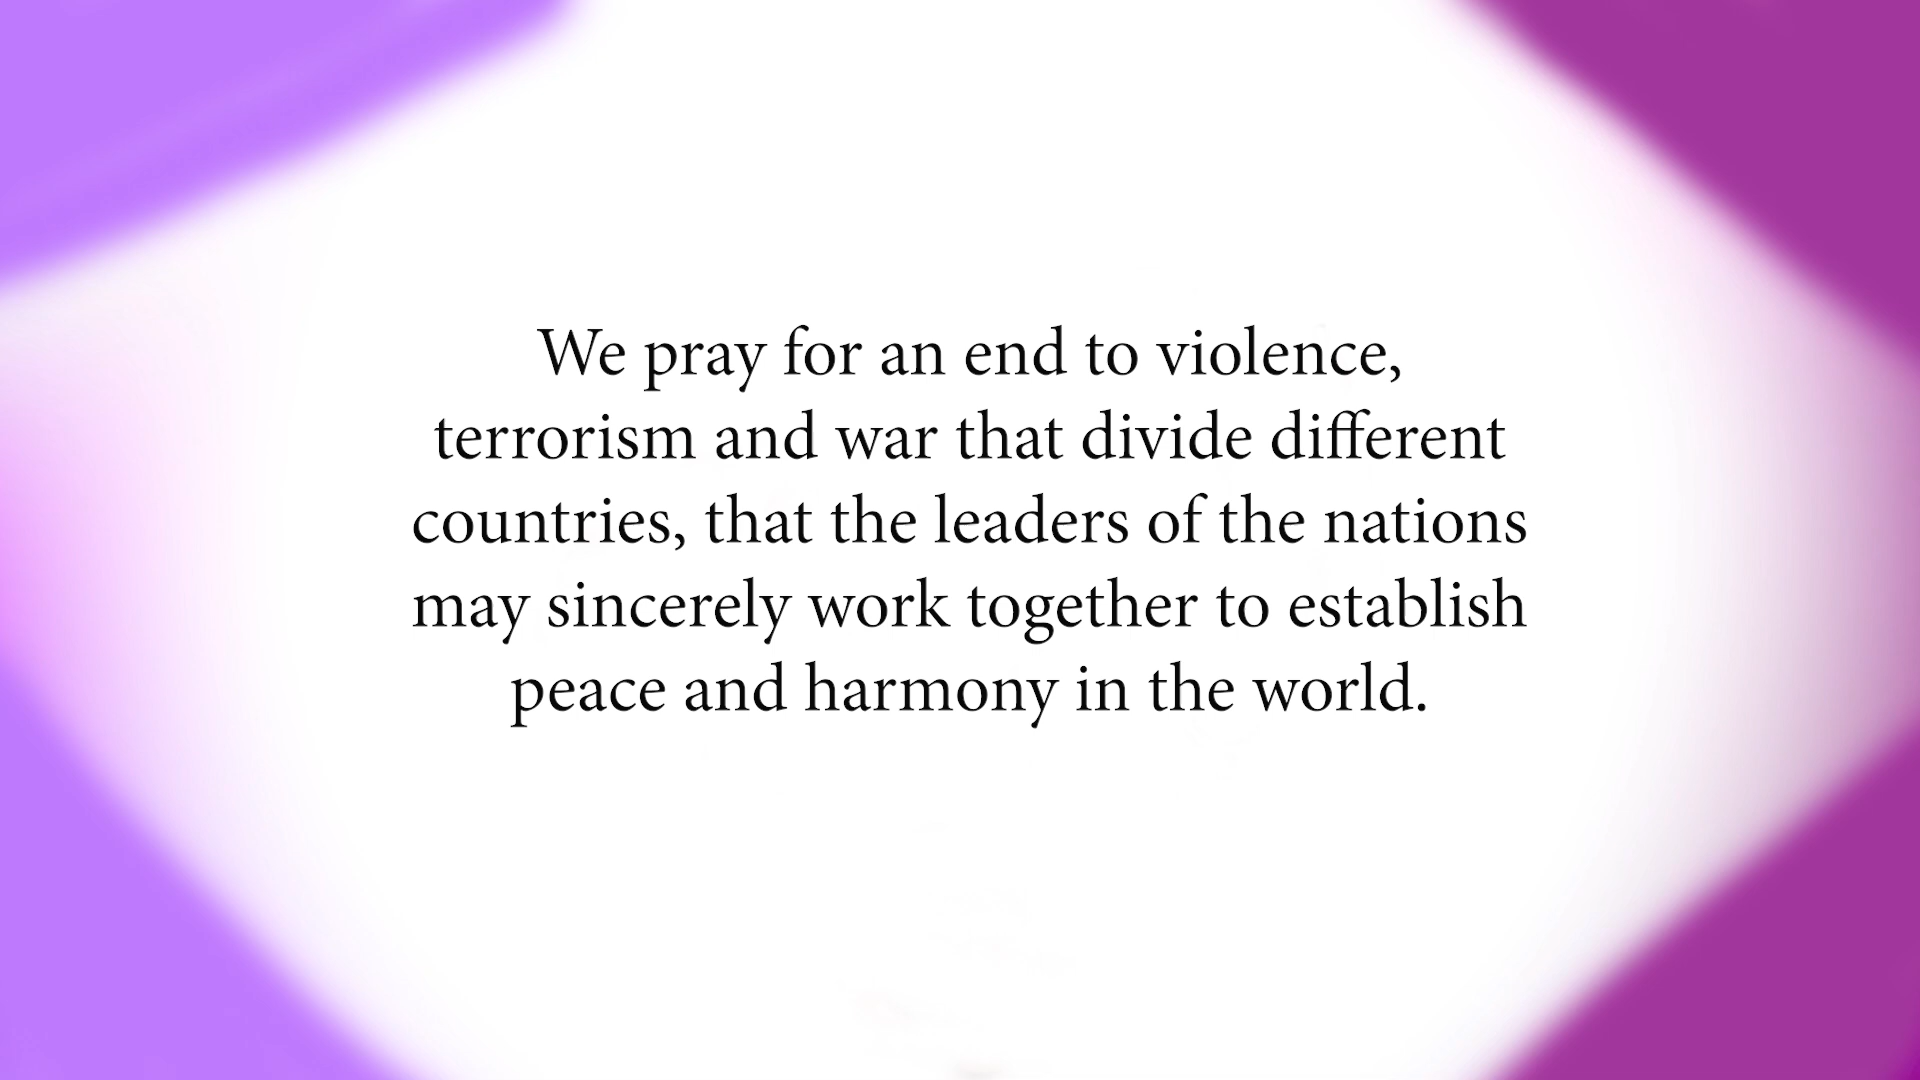 We pray for an end to violence,
terrorism and war that divide different
countries, that the leaders of the nations
may sincerely work together to establish
peace and harmony in the world.